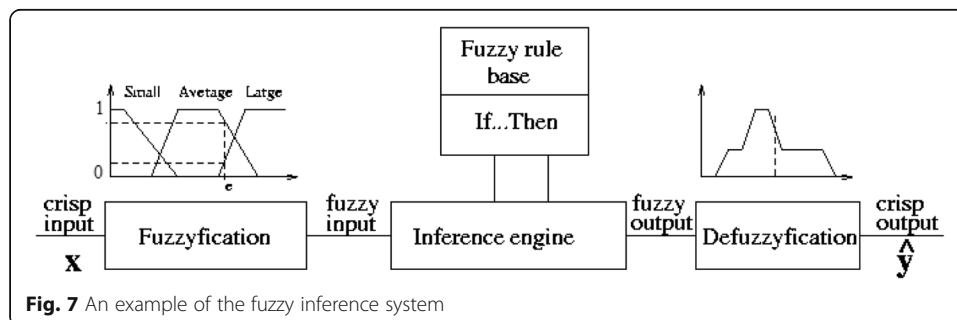 Fuzzy rule
base
If...Then
Small Avetage Latge
1
0
e
crisp
input
x
Fuzzyfication
fuzzy
input
Inference engine
fuzzy
output
Defuzzyfication
crisp
output
ŷ
Fig. 7 An example of the fuzzy inference system